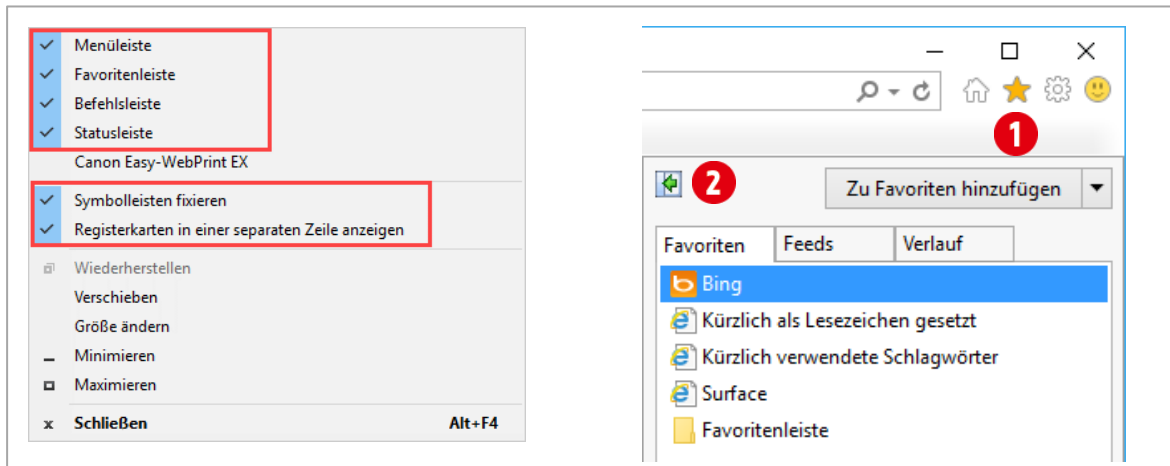 Menüleiste
Favoritenleiste
Befehlsleiste
Statusleiste
Canon Easy-WebPrint EX
Symbolleisten fixieren
Registerkarten in einer separaten Zeile anzeigen
Wiederherstellen
Verschieben
Größe ändern
Minimieren
Maximieren
Schließen Alt+F4
1
2 Zu Favoriten hinzufügen
Favoriten Feeds Verlauf
Bing
Kürzlich als Lesezeichen gesetzt
Kürzlich verwendete Schlagwörter
Surface
Favoritenleiste